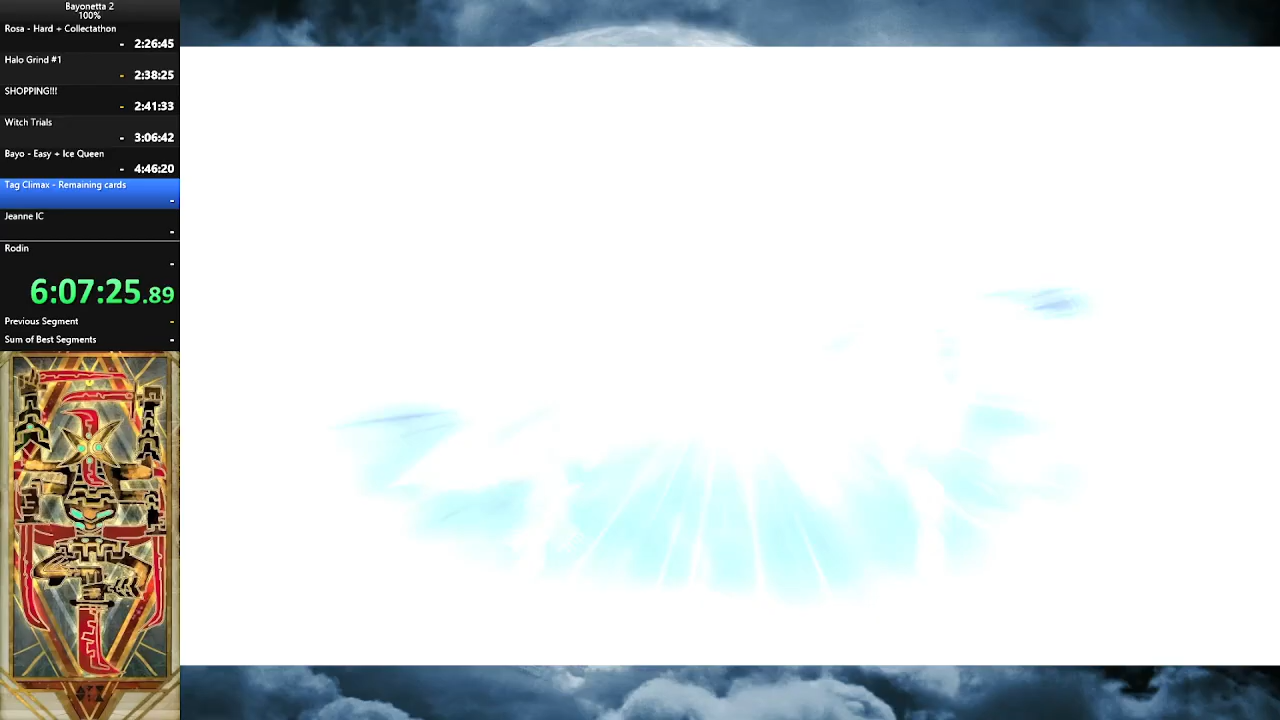 Bayonetta 2
100%
Rosa - Hard + Collectathon
- 2:26:45
Halo Grind #1
- 2:38:25
SHOPPING!!!
- 2:41:33
Witch Trials
- 3:06:42
Bayo - Easy + Ice Queen
- 4:46:20
Tag Climax - Remaining cards
-
Jeanne IC
-
Rodin
-
6:07:25.89
Previous Segment -
Sum of Best Segments -